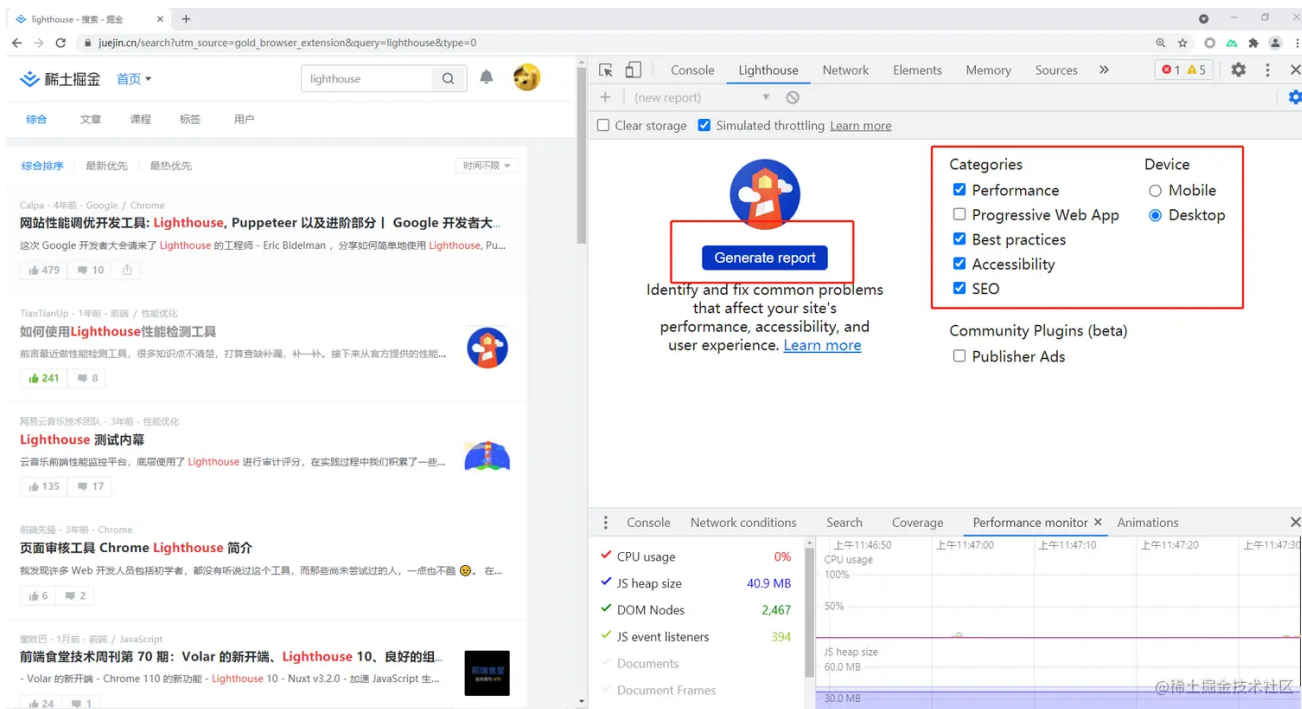 lighthouse - 搜索 - 掘金
juejin.cn/search?utm_source=gold_browser_extension&query=lighthouse&type=0
稀土掘金 首页
lighthouse
综合 文章 课程 标签 用户
综合排序 最新优先 最热优先 时间不限
Calpa · 4年前 · Google / Chrome
网站性能调优开发工具: Lighthouse, Puppeteer 以及进阶部分丨 Google 开发者大...
这次 Google 开发者大会请来了 Lighthouse 的工程师 - Eric Bidelman ，分享如何简单地使用 Lighthouse, Pu...
479 10
TianTianUp · 1年前 · 前端 / 性能优化
如何使用Lighthouse性能检测工具
前言最近做性能检测工具，很多知识点不清楚，打算查缺补漏，补一补。接下来从官方提供的性能...
241 8
网易云音乐技术团队 · 3年前 · 性能优化
Lighthouse 测试内幕
云音乐前端性能监控平台，底层使用了 Lighthouse 进行审计评分，在实践过程中我们积累了一些...
135 17
前端先锋 · 3年前 · Chrome
页面审核工具 Chrome Lighthouse 简介
我发现许多 Web 开发人员包括初学者，都没有听说过这个工具，而那些尚未尝试过的人，一点也不酷 😟。 在...
6 2
童欧巴 · 1月前 · 前端 / JavaScript
前端食堂技术周刊第 70 期：Volar 的新开端、Lighthouse 10、良好的组...
- Volar 的新开端 - Chrome 110 的新功能 - Lighthouse 10 - Nuxt v3.2.0 - 加速 JavaScript 生...
前端食堂
24 1
Console Lighthouse Network Elements Memory Sources » 1 5
(new report)
Clear storage Simulated throttling Learn more
Generate report
Identify and fix common problems
that affect your site's
performance, accessibility, and
user experience. Learn more
Categories Device
Performance Mobile
Progressive Web App Desktop
Best practices
Accessibility
SEO
Community Plugins (beta)
Publisher Ads
Console Network conditions Search Coverage Performance monitor Animations
CPU usage 0%
JS heap size 40.9 MB
DOM Nodes 2,467
JS event listeners 394
Documents
Document Frames
上午11:46:50 上午11:47:00 上午11:47:10 上午11:47:20 上午11:47:30
CPU usage
100%
50%
JS heap size
60.0 MB
30.0 MB
@稀土掘金技术社区